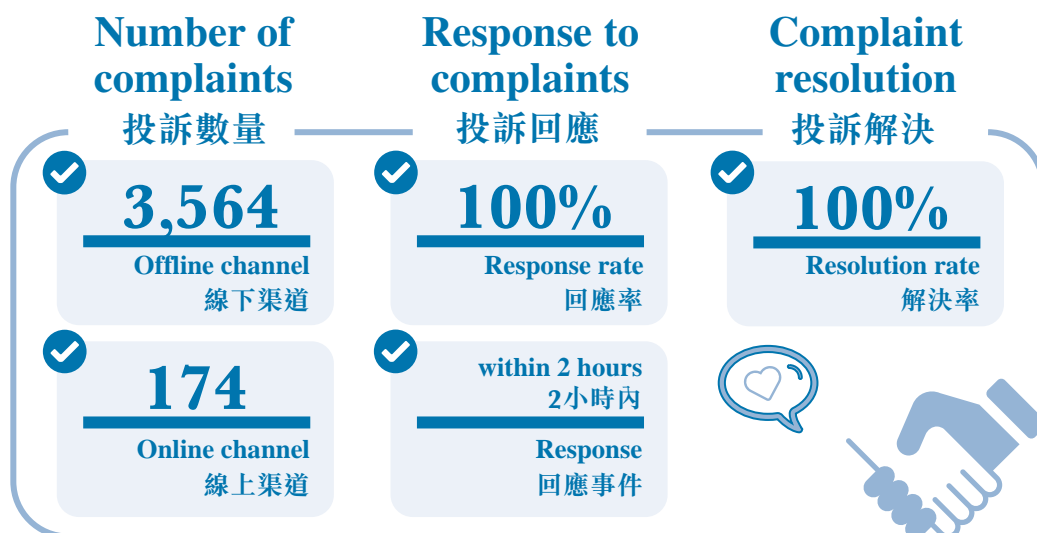 Number of
complaints
投訴數量
3,564
Offline channel
線下渠道
174
Online channel
線上渠道
Response to
complaints
投訴回應
100%
Response rate
回應率
within 2 hours
2小時內
Response
回應事件
Complaint
resolution
投訴解決
100%
Resolution rate
解決率